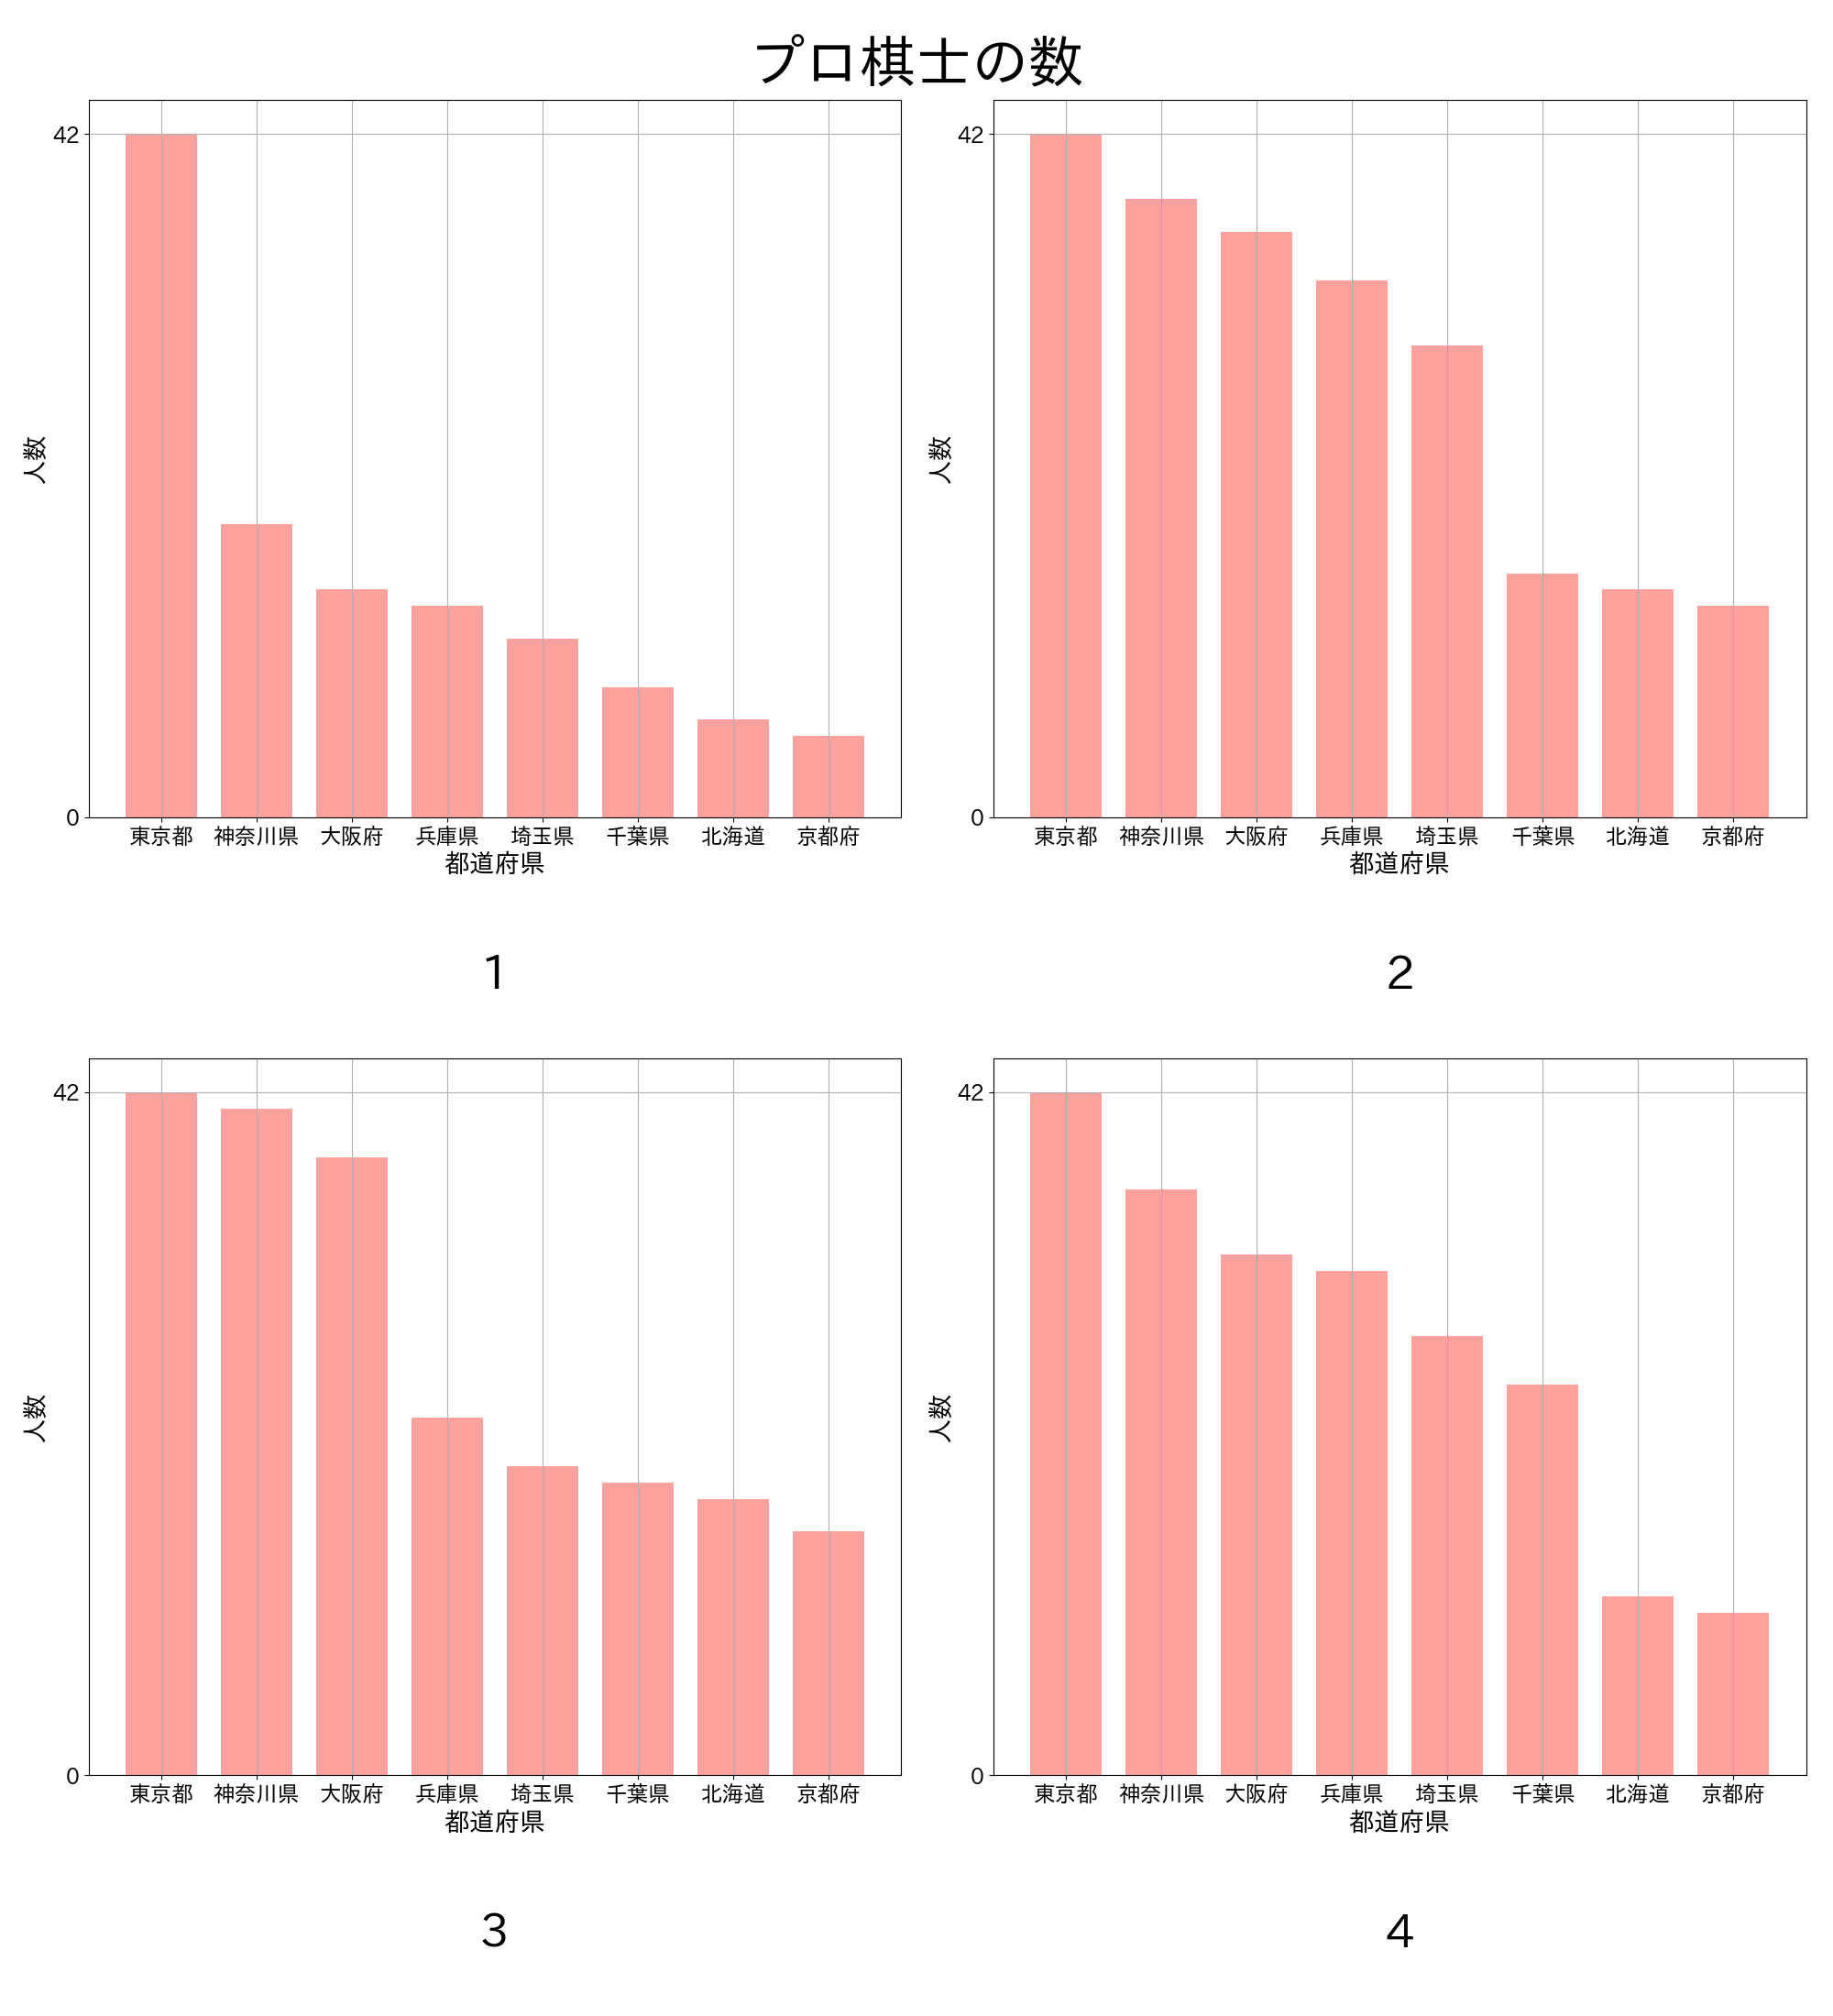 プロ棋士の数
42
0
人数
東京都 神奈川県 大阪府 兵庫県 埼玉県 千葉県 北海道 京都府
都道府県
1
42
0
人数
東京都 神奈川県 大阪府 兵庫県 埼玉県 千葉県 北海道 京都府
都道府県
2
42
0
人数
東京都 神奈川県 大阪府 兵庫県 埼玉県 千葉県 北海道 京都府
都道府県
3
42
0
人数
東京都 神奈川県 大阪府 兵庫県 埼玉県 千葉県 北海道 京都府
都道府県
4